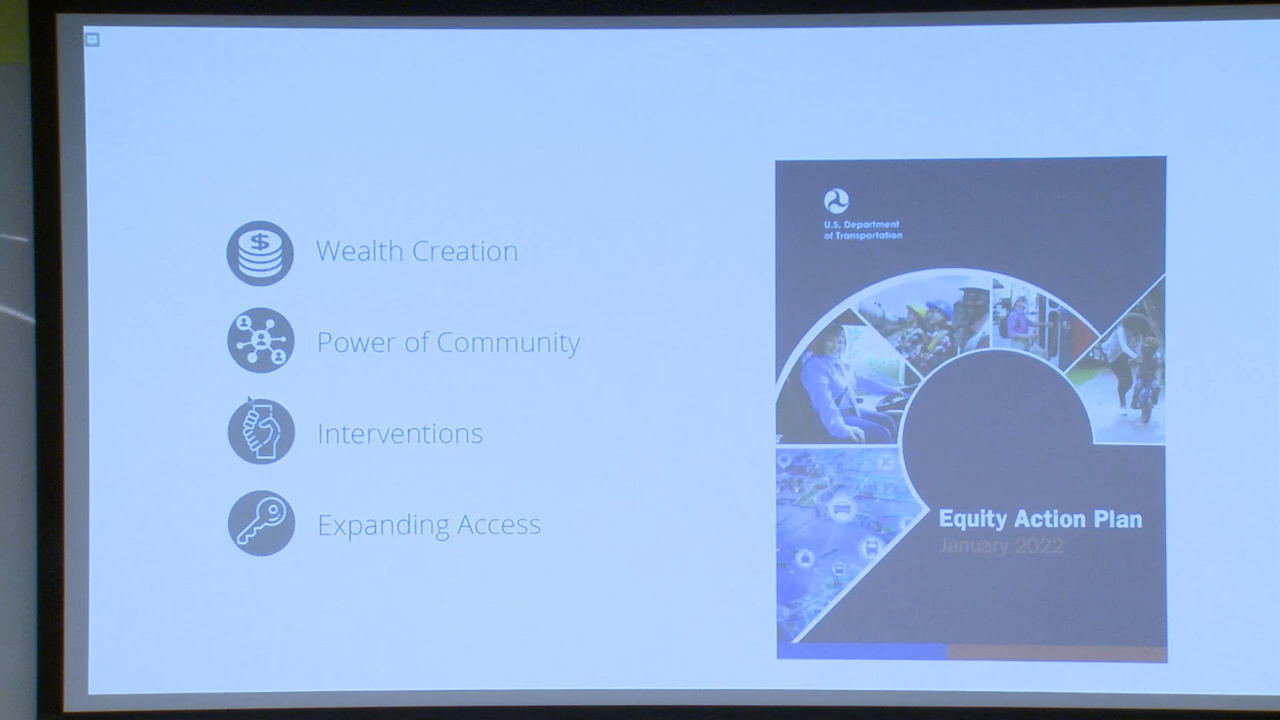 Wealth Creation
Power of Community
Interventions
Expanding Access
U.S. Department
of Transportation
Equity Action Plan
January 2022